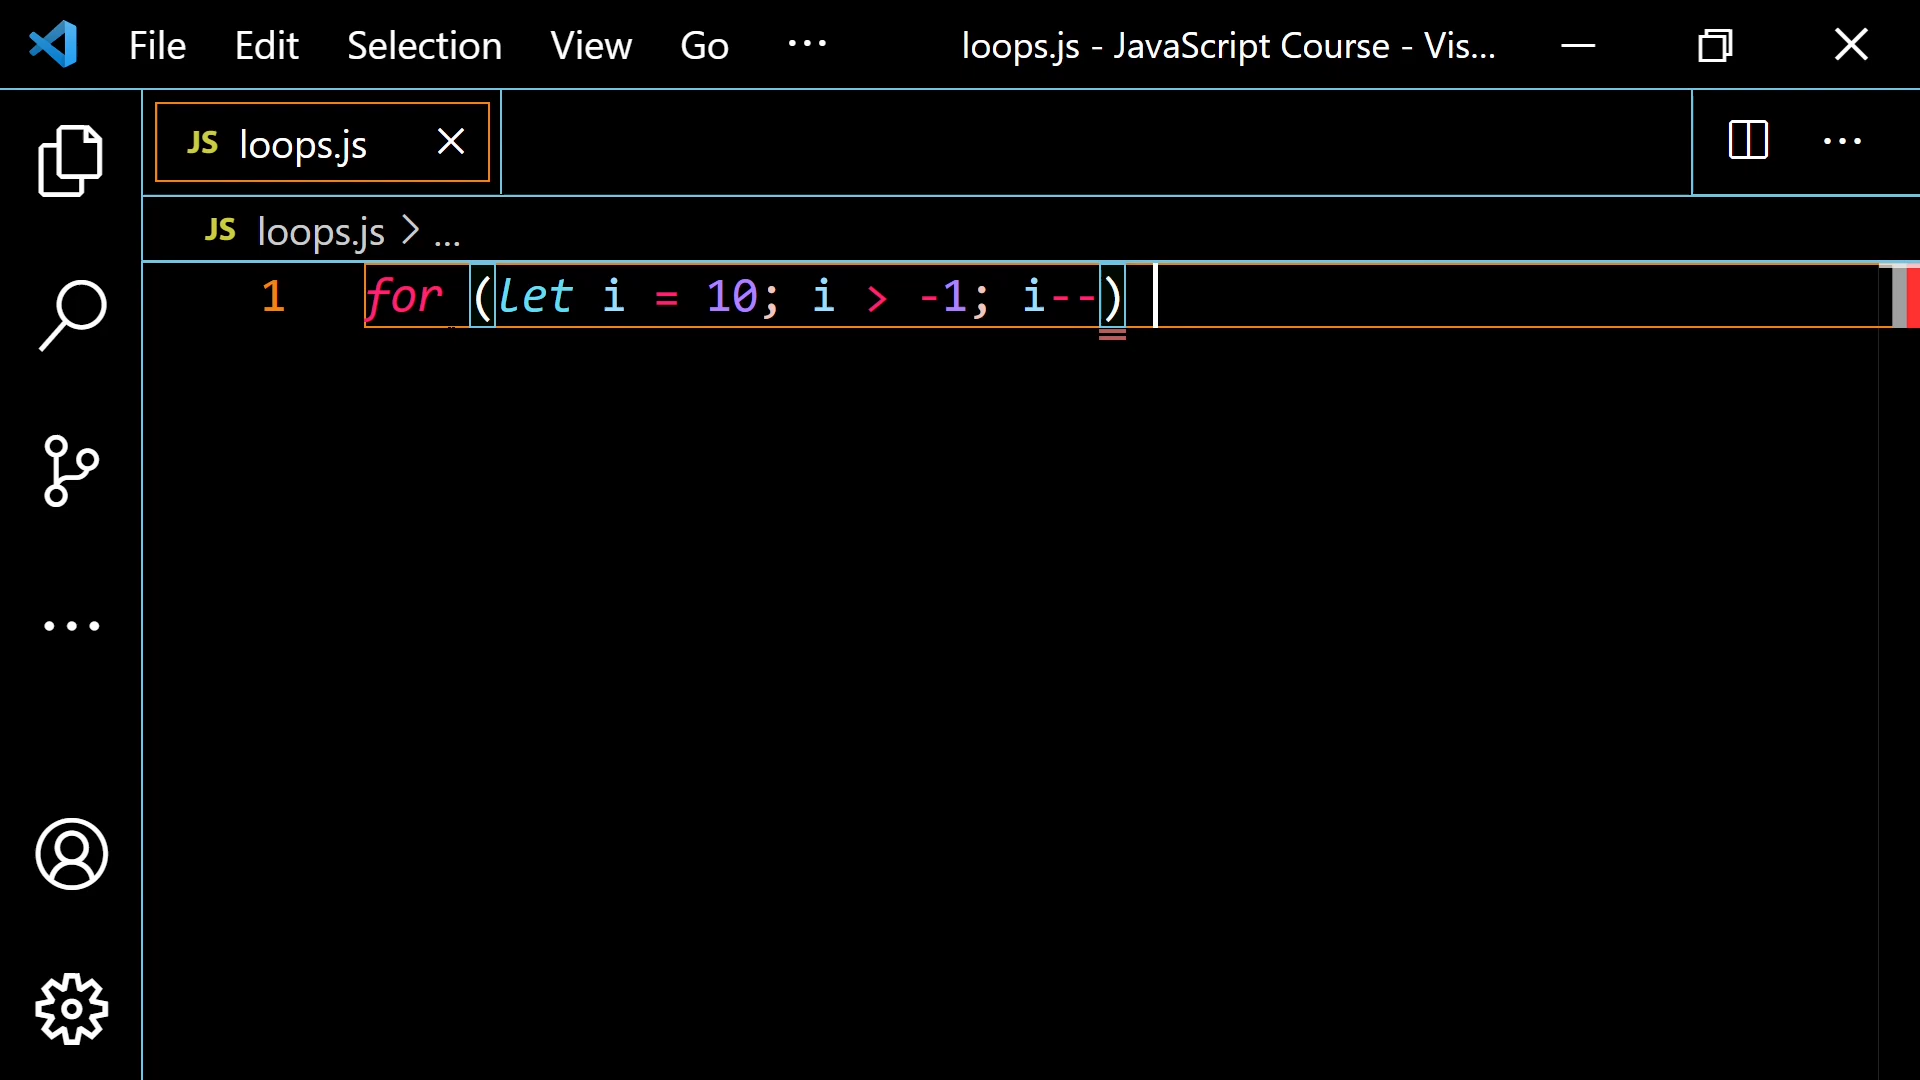 File Edit Selection View Go ... loops.js - JavaScript Course - Vis...
JS loops.js
JS loops.js > ...
1 for (let i = 10; i > -1; i--)